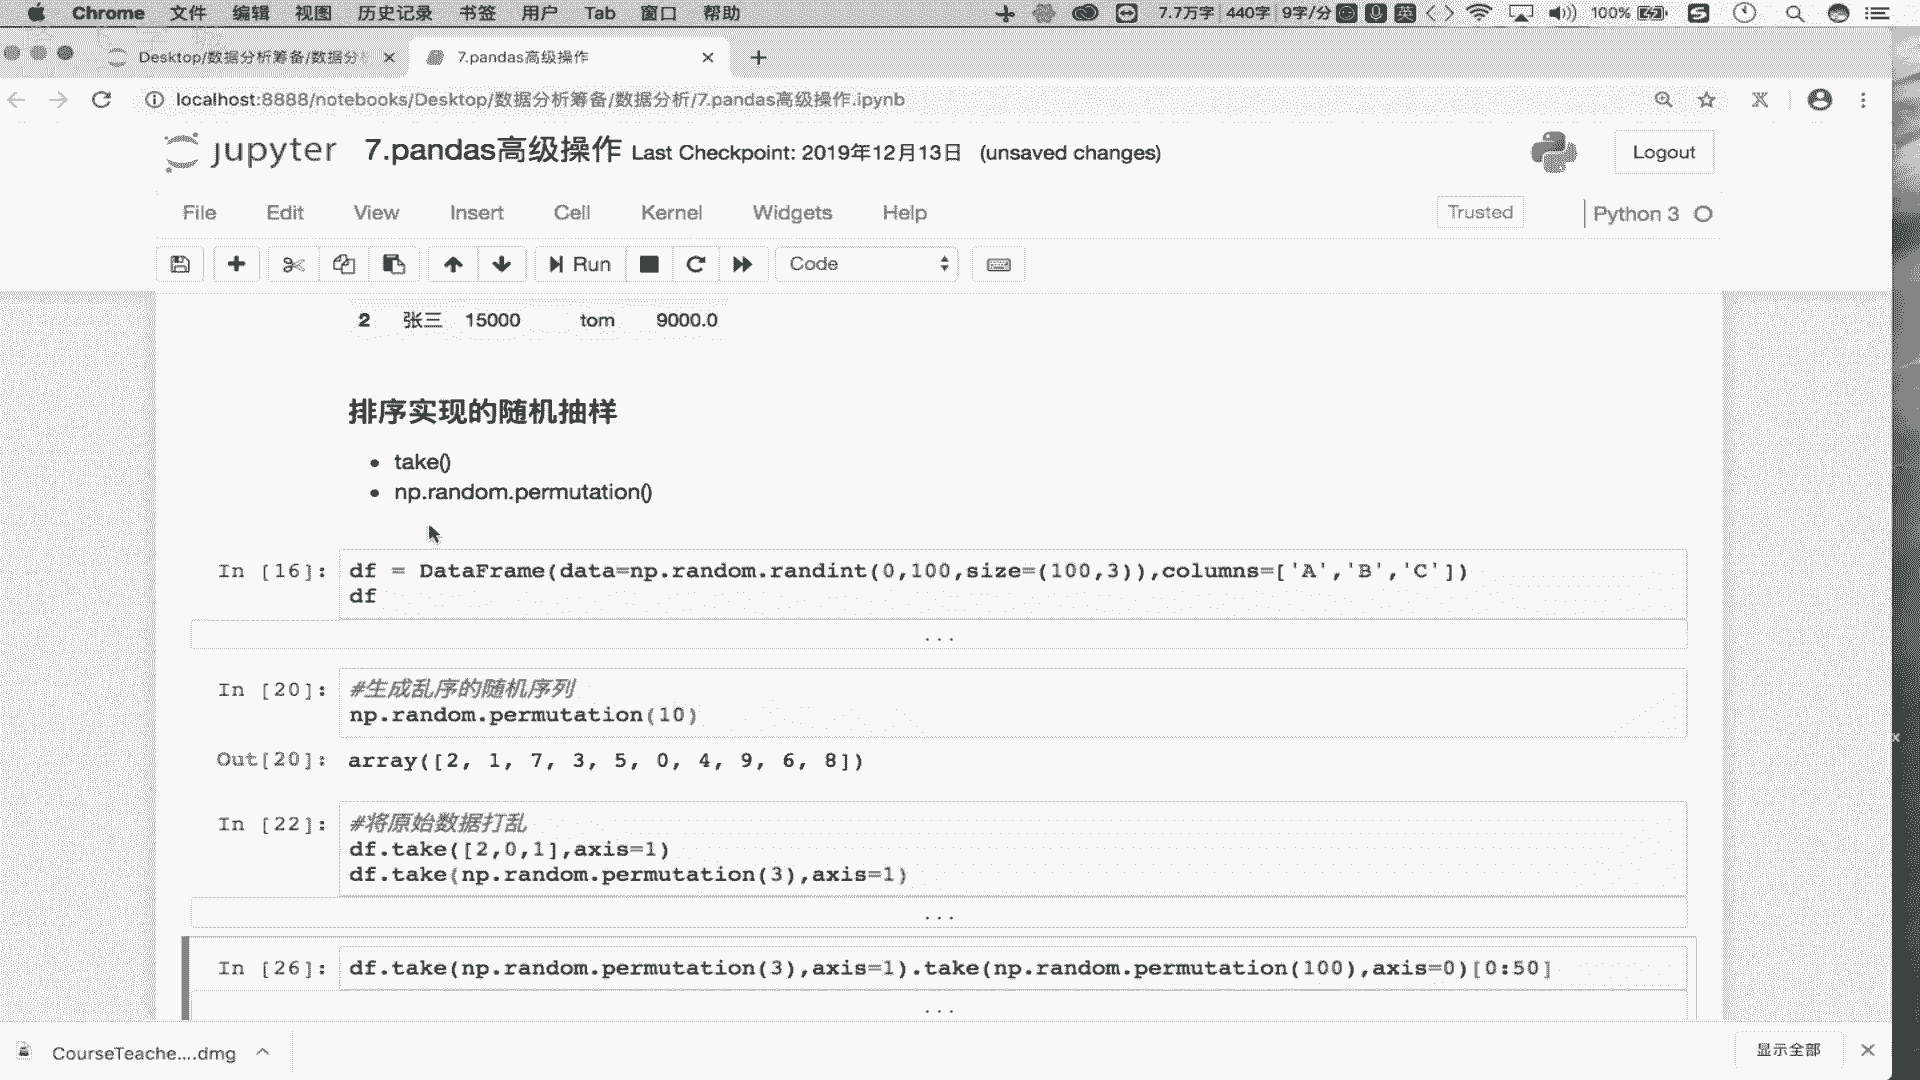 Chrome 文件 编辑 视图 历史记录 书签 用户 Tab 窗口 帮助 7.7万字 440字 9字/分 英 100%
Desktop/数据分析筹备/数据分 7.pandas高级操作
localhost:8888/notebooks/Desktop/数据分析筹备/数据分析/7.pandas高级操作.ipynb
jupyter 7.pandas高级操作 Last Checkpoint: 2019年12月13日 (unsaved changes) Logout
File Edit View Insert Cell Kernel Widgets Help Trusted Python 3
Run Code
2 张三 15000 tom 9000.0
排序实现的随机抽样
take()
np.random.permutation()
In [16]: df = DataFrame(data=np.random.randint(0,100,size=(100,3)),columns=['A','B','C'])
df
...
In [20]: #生成乱序的随机序列
np.random.permutation(10)
Out[20]: array([2, 1, 7, 3, 5, 0, 4, 9, 6, 8])
In [22]: #将原始数据打乱
df.take([2,0,1],axis=1)
df.take(np.random.permutation(3),axis=1)
...
In [26]: df.take(np.random.permutation(3),axis=1).take(np.random.permutation(100),axis=0)[0:50]
...
CourseTeache....dmg 显示全部